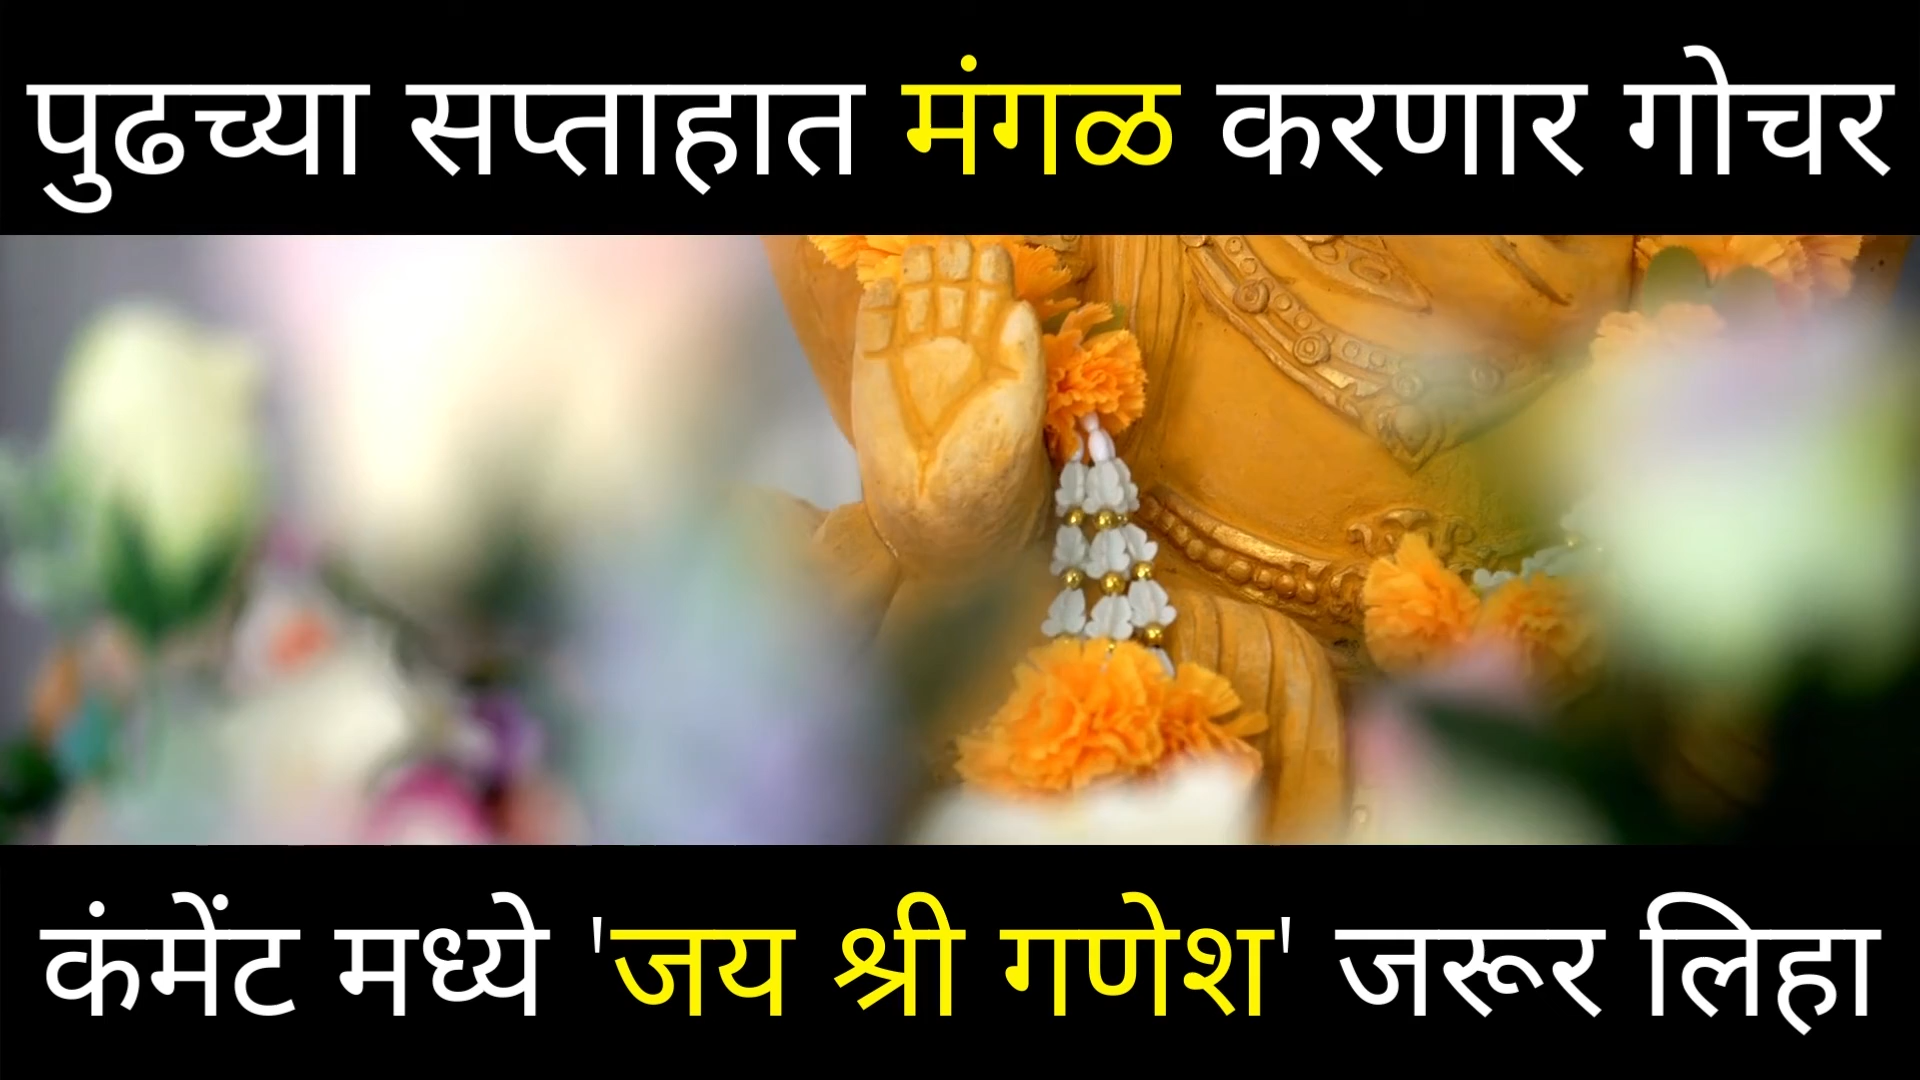 पुढच्या सप्ताहात मंगळ करणार गोचर
कंमेंट मध्ये 'जय श्री गणेश' जरूर लिहा